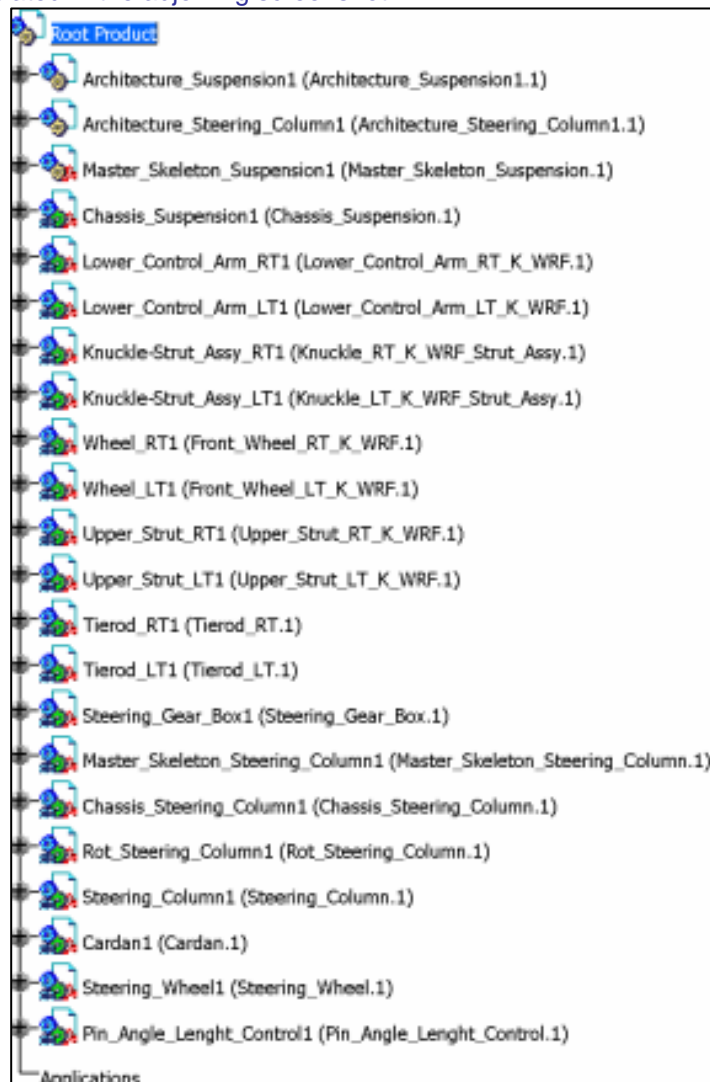 Root Product
Architecture_Suspension1 (Architecture_Suspension1.1)
Architecture_Steering_Column1 (Architecture_Steering_Column1.1)
Master_Skeleton_Suspension1 (Master_Skeleton_Suspension.1)
Chassis_Suspension1 (Chassis_Suspension.1)
Lower_Control_Arm_RT1 (Lower_Control_Arm_RT_K_WRF.1)
Lower_Control_Arm_LT1 (Lower_Control_Arm_LT_K_WRF.1)
Knuckle-Strut_Assy_RT1 (Knuckle_RT_K_WRF_Strut_Assy.1)
Knuckle-Strut_Assy_LT1 (Knuckle_LT_K_WRF_Strut_Assy.1)
Wheel_RT1 (Front_Wheel_RT_K_WRF.1)
Wheel_LT1 (Front_Wheel_LT_K_WRF.1)
Upper_Strut_RT1 (Upper_Strut_RT_K_WRF.1)
Upper_Strut_LT1 (Upper_Strut_LT_K_WRF.1)
Tierod_RT1 (Tierod_RT.1)
Tierod_LT1 (Tierod_LT.1)
Steering_Gear_Box1 (Steering_Gear_Box.1)
Master_Skeleton_Steering_Column1 (Master_Skeleton_Steering_Column.1)
Chassis_Steering_Column1 (Chassis_Steering_Column.1)
Rot_Steering_Column1 (Rot_Steering_Column.1)
Steering_Column1 (Steering_Column.1)
Cardan1 (Cardan.1)
Steering_Wheel1 (Steering_Wheel.1)
Pin_Angle_Lenght_Control1 (Pin_Angle_Lenght_Control.1)
Applications